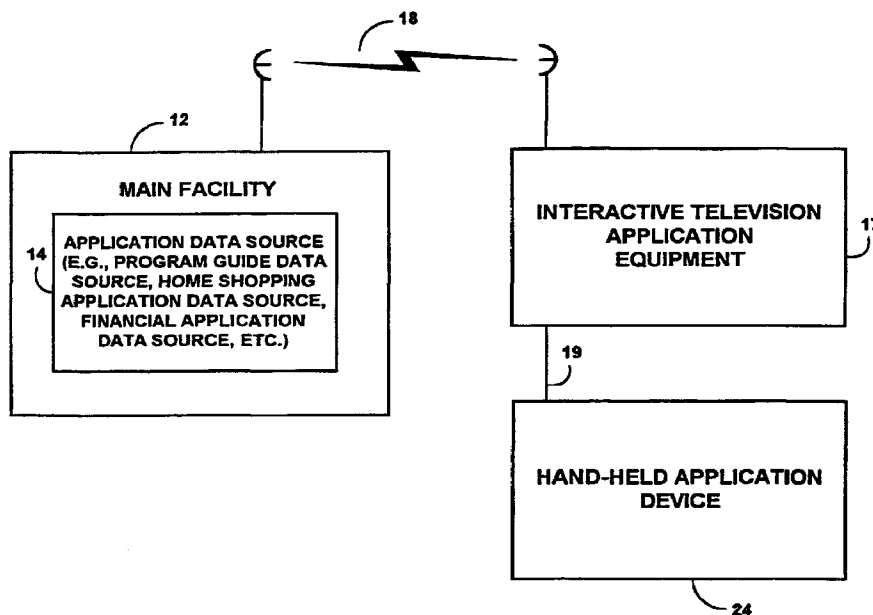 18
12
MAIN FACILITY
14
APPLICATION DATA SOURCE
(E.G., PROGRAM GUIDE DATA
SOURCE, HOME SHOPPING
APPLICATION DATA SOURCE,
FINANCIAL APPLICATION
DATA SOURCE, ETC.)
INTERACTIVE TELEVISION
APPLICATION
EQUIPMENT
17
19
HAND-HELD APPLICATION
DEVICE
24